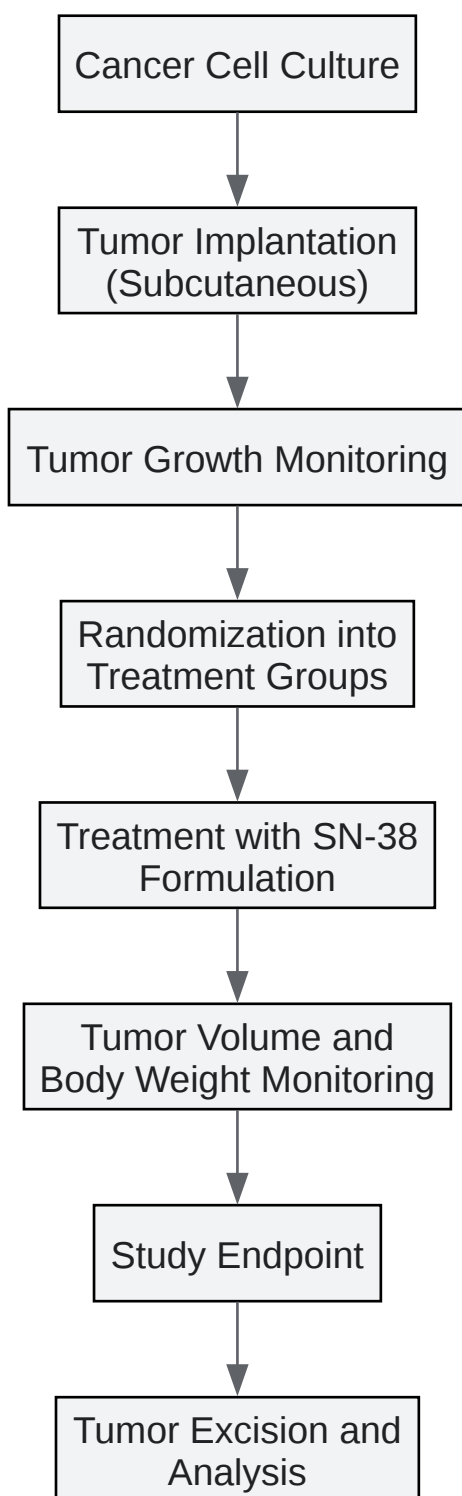 Cancer Cell Culture
Tumor Implantation
(Subcutaneous)
Tumor Growth Monitoring
Randomization into
Treatment Groups
Treatment with SN-38
Formulation
Tumor Volume and
Body Weight Monitoring
Study Endpoint
Tumor Excision and
Analysis